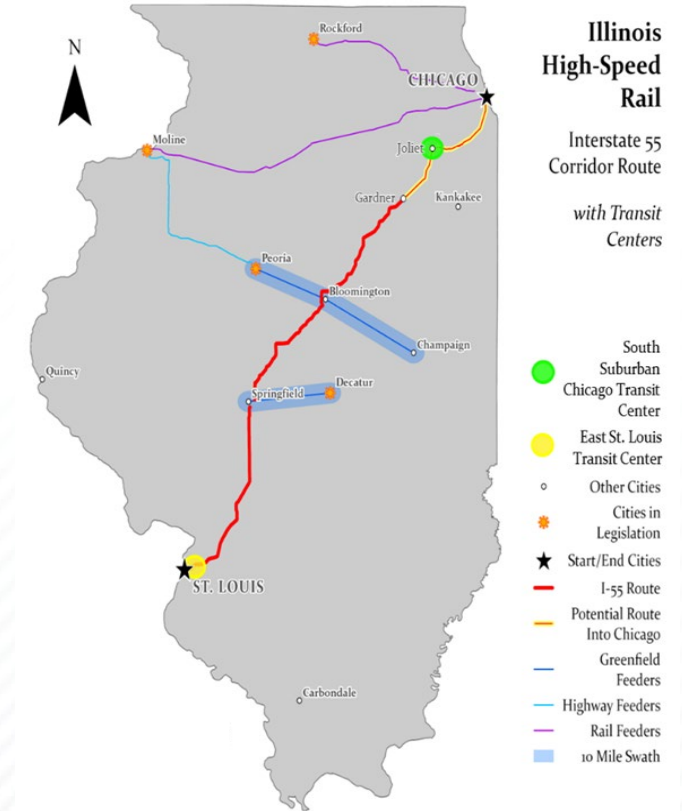 Illinois
High-Speed
Rail
Interstate 55
Corridor Route
with Transit
Centers
N
Rockford
CHICAGO
Moline
Joliet
Gardner
Kankakee
Peoria
Bloomington
Champaign
Quincy
Springfield
Decatur
ST. LOUIS
Carbondale
South
Suburban
Chicago Transit
Center
East St. Louis
Transit Center
Other Cities
Cities in
Legislation
Start/End Cities
I-55 Route
Potential Route
Into Chicago
Greenfield
Feeders
Highway Feeders
Rail Feeders
10 Mile Swath